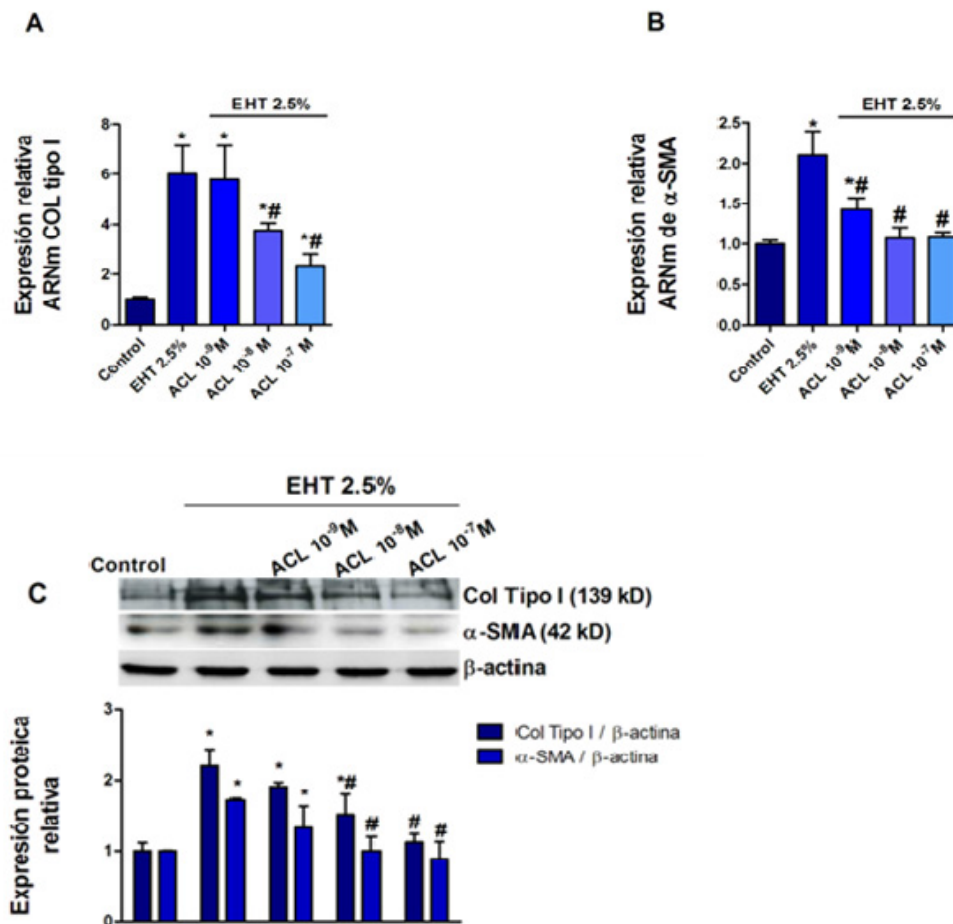 A
EHT 2.5%
Expresión relativa
ARNm COL tipo I
8
6
4
2
0
*
*
*#
*#
Control
EHT 2.5%
ACL 10⁻⁹M
ACL 10⁻⁸ M
ACL 10⁻⁷ M
B
EHT 2.5%
Expresión relativa
ARNm de α-SMA
2.5
2.0
1.5
1.0
0.5
0.0
*
*#
#
#
Control
EHT 2.5%
ACL 10⁻⁹M
ACL 10⁻⁸M
ACL 10⁻⁷M
C
EHT 2.5%
Control
ACL 10⁻⁹M
ACL 10⁻⁸M
ACL 10⁻⁷M
Col Tipo I (139 kD)
α-SMA (42 kD)
β-actina
Expresión proteica
relativa
3
2
1
0
*
*
*
*
*#
#
#
#
Col Tipo I / β-actina
α-SMA / β-actina